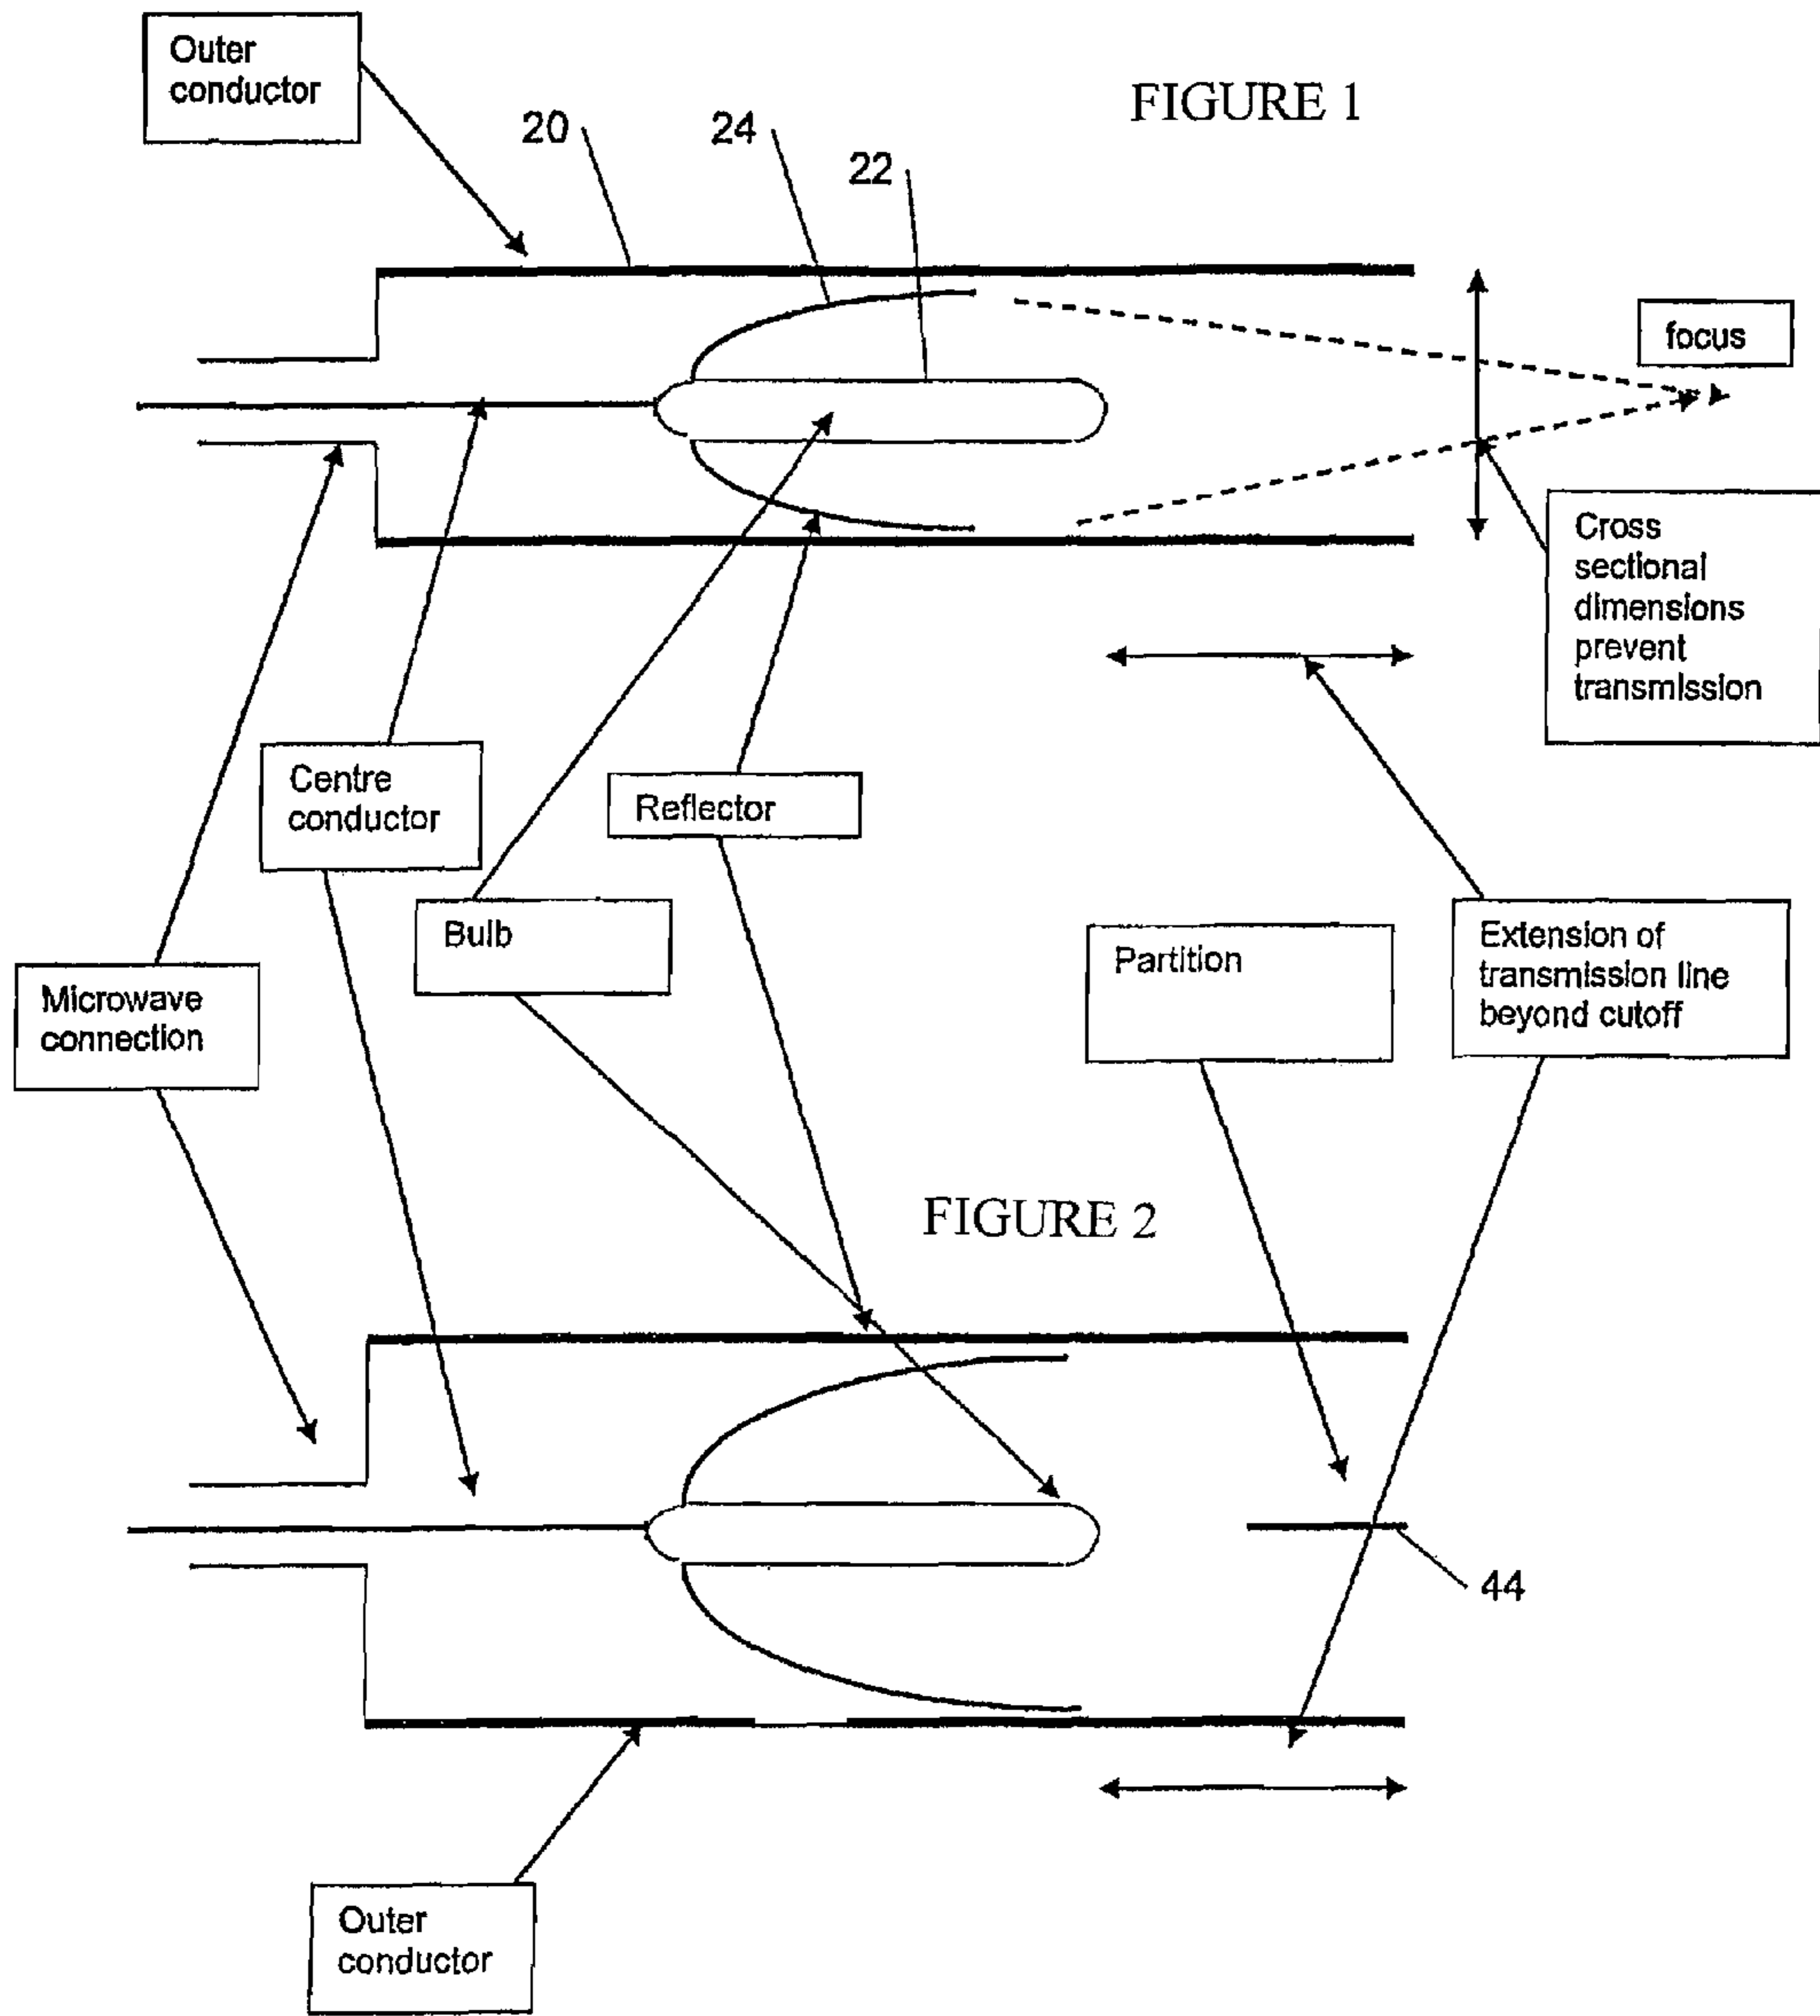 Outer
conductor
FIGURE 1
20
24
22
focus
Cross
sectional
dimensions
prevent
transmission
Centre
conductor
Reflector
Bulb
Partition
Extension of
transmission line
beyond cutoff
Microwave
connection
FIGURE 2
44
Outer
conductor